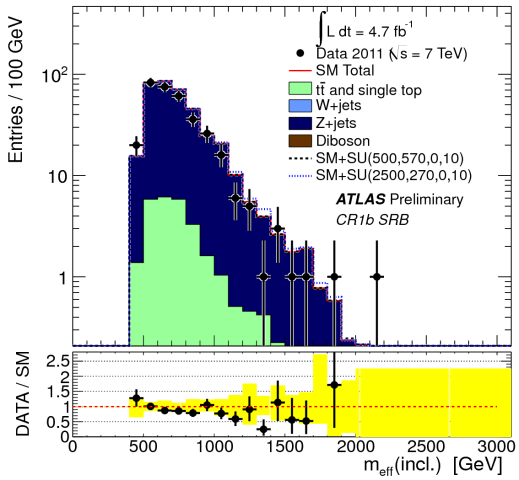 ∫ L dt = 4.7 fb⁻¹
Data 2011 (√s = 7 TeV)
SM Total
tt̄ and single top
W+jets
Z+jets
Diboson
SM+SU(500,570,0,10)
SM+SU(2500,270,0,10)
ATLAS Preliminary
CR1b SRB
Entries / 100 GeV
10²
10
1
DATA / SM
2.5
2
1.5
1
0.5
0
0 500 1000 1500 2000 2500 3000
m_eff(incl.) [GeV]